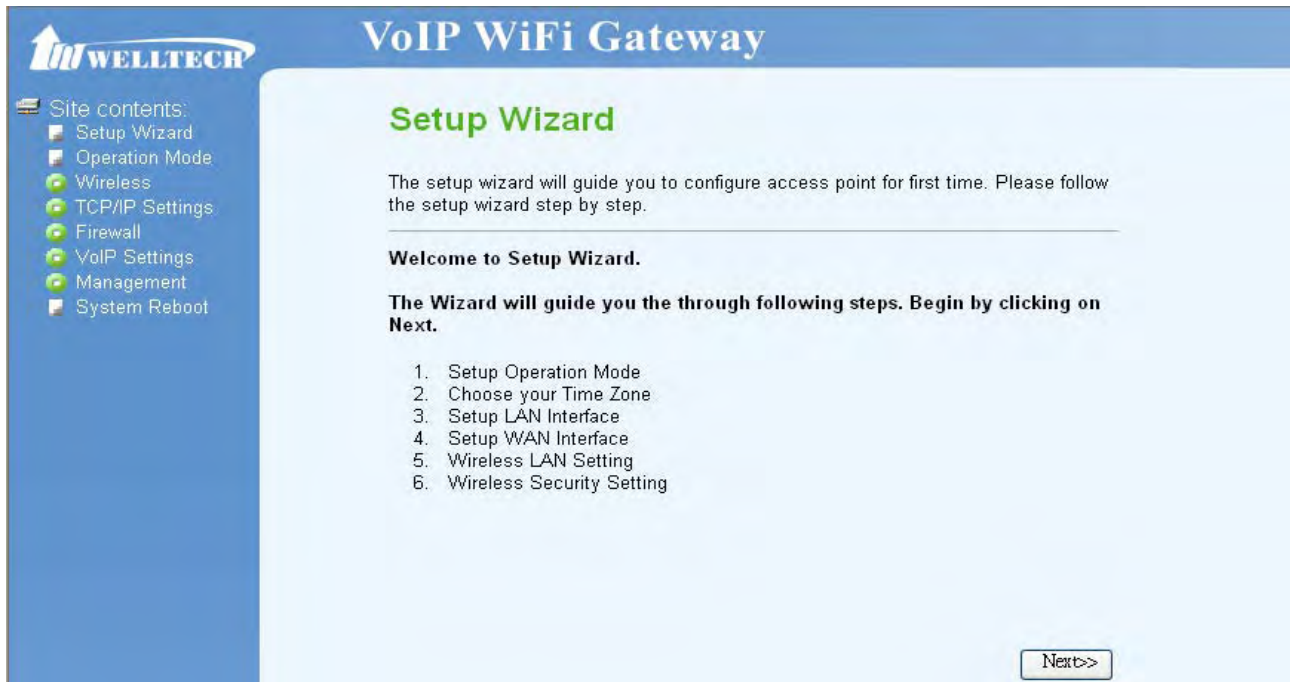 WELLTECH
VoIP WiFi Gateway
Site contents:
Setup Wizard
Operation Mode
Wireless
TCP/IP Settings
Firewall
VoIP Settings
Management
System Reboot
Setup Wizard
The setup wizard will guide you to configure access point for first time. Please follow
the setup wizard step by step.
Welcome to Setup Wizard.
The Wizard will guide you the through following steps. Begin by clicking on
Next.
1. Setup Operation Mode
2. Choose your Time Zone
3. Setup LAN Interface
4. Setup WAN Interface
5. Wireless LAN Setting
6. Wireless Security Setting
Next>>